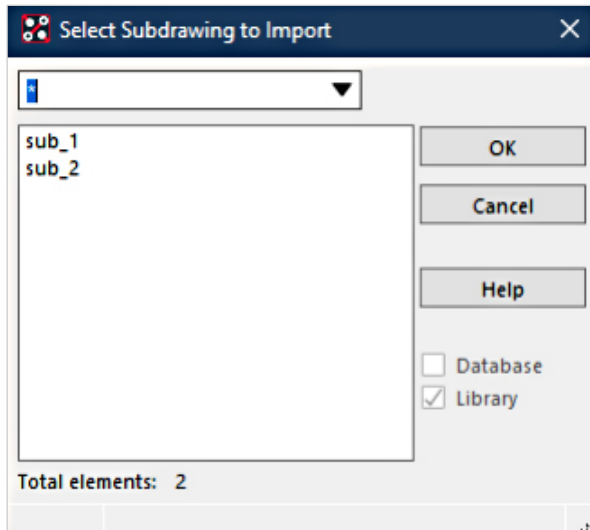 Select Subdrawing to Import
*
sub_1
sub_2
OK
Cancel
Help
Database
Library
Total elements: 2